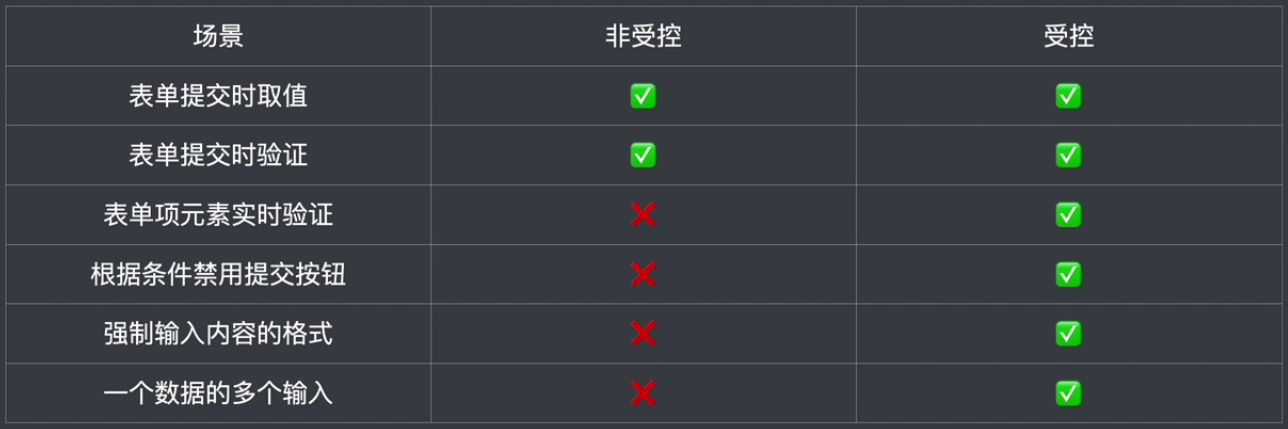 场景 非受控 受控
表单提交时取值 ✅ ✅
表单提交时验证 ✅ ✅
表单项元素实时验证 ❌ ✅
根据条件禁用提交按钮 ❌ ✅
强制输入内容的格式 ❌ ✅
一个数据的多个输入 ❌ ✅